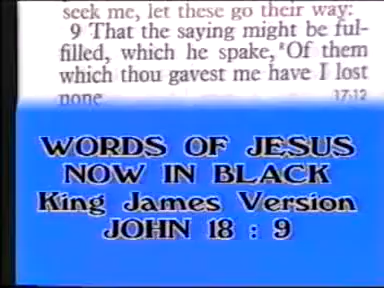 seek me, let these go their way:
9 That the saying might be ful-
filled, which he spake, *Of them
which thou gavest me have I lost
none
17:12
WORDS OF JESUS
NOW IN BLACK
King James Version
JOHN 18 : 9